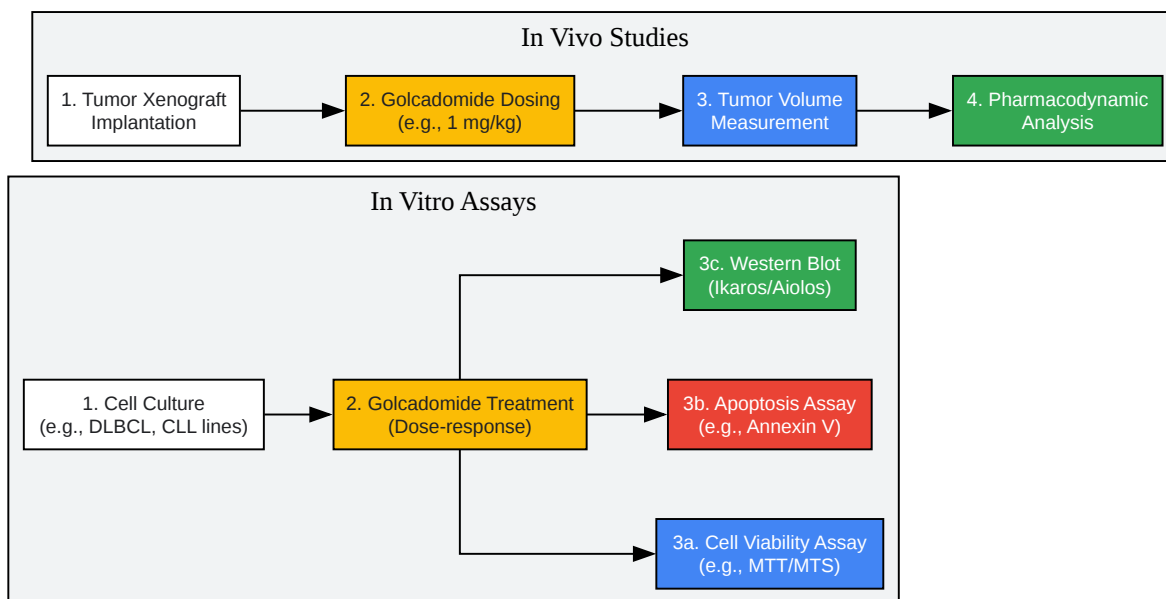 In Vivo Studies
1. Tumor Xenograft
Implantation
2. Golcadomide Dosing
(e.g., 1 mg/kg)
3. Tumor Volume
Measurement
4. Pharmacodynamic
Analysis
In Vitro Assays
3c. Western Blot
(Ikaros/Aiolos)
1. Cell Culture
(e.g., DLBCL, CLL lines)
2. Golcadomide Treatment
(Dose-response)
3b. Apoptosis Assay
(e.g., Annexin V)
3a. Cell Viability Assay
(e.g., MTT/MTS)